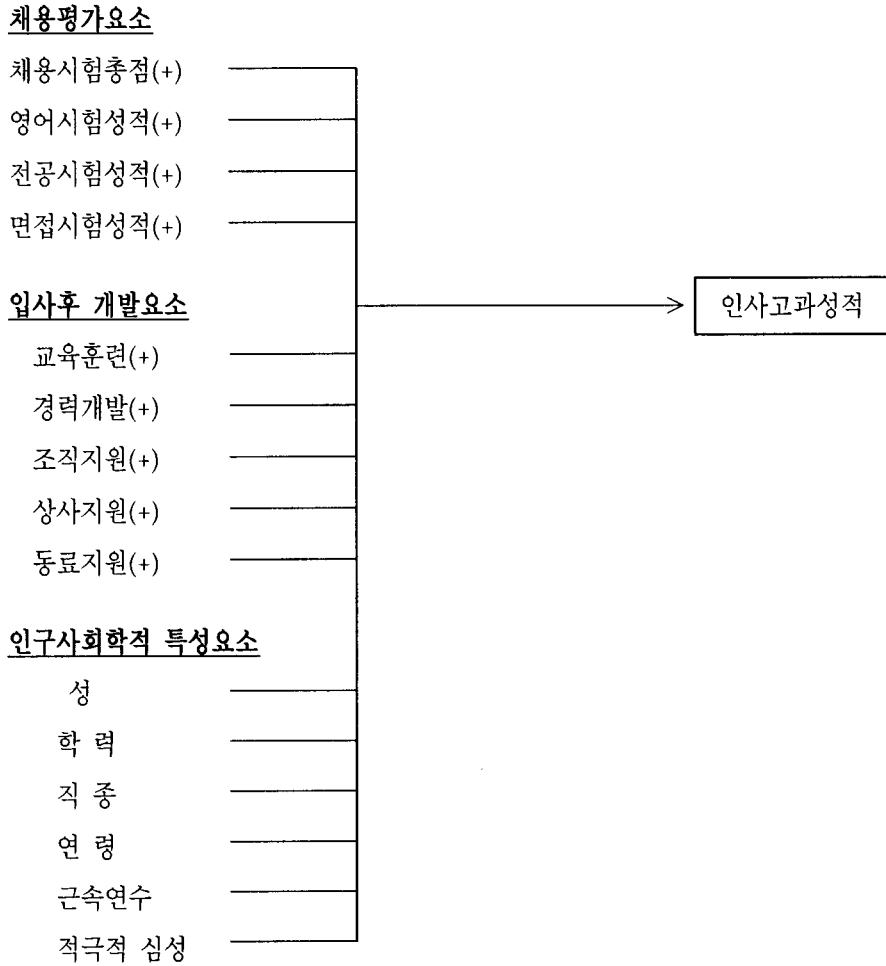 채용평가요소
채용시험총점(+)
영어시험성적(+)
전공시험성적(+)
면접시험성적(+)
입사후 개발요소
인사고과성적
교육훈련(+)
경력개발(+)
조직지원(+)
상사지원(+)
동료지원(+)
인구사회학적 특성요소
성
학 력
직 종
연 령
근속연수
적극적 심성